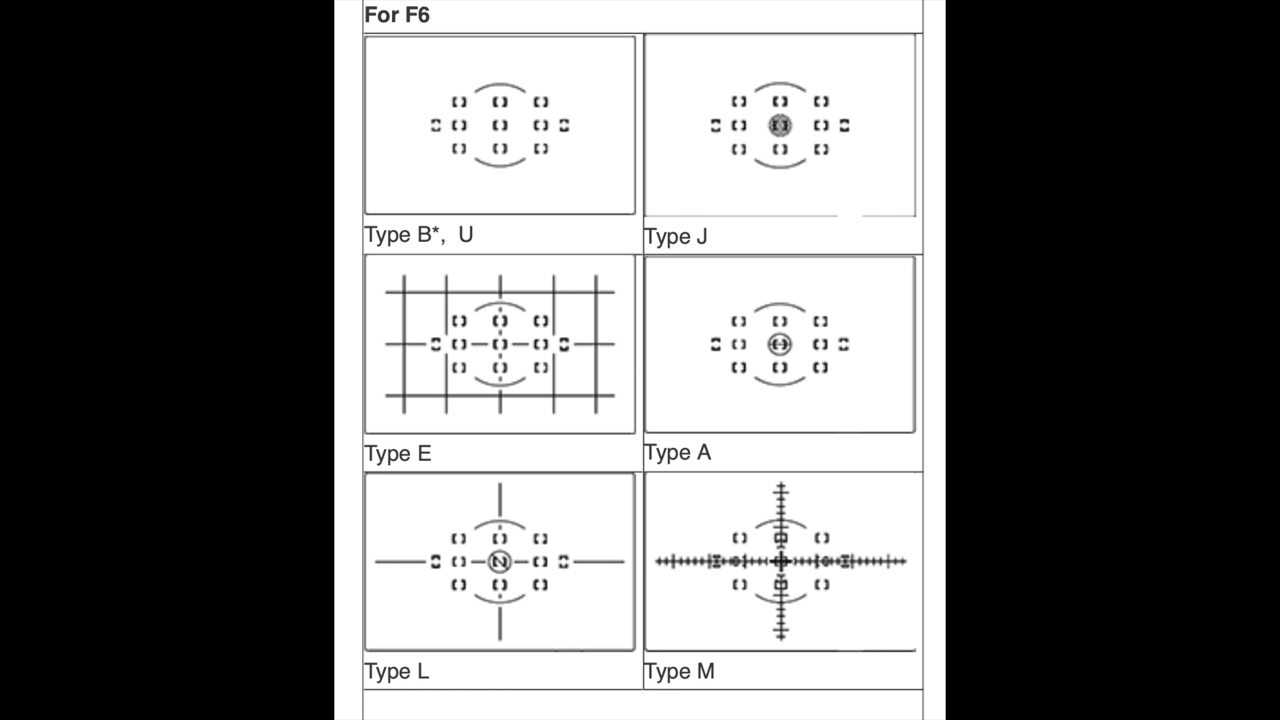 For F6
Type B*, U
Type J
Type E
Type A
Type L
Type M